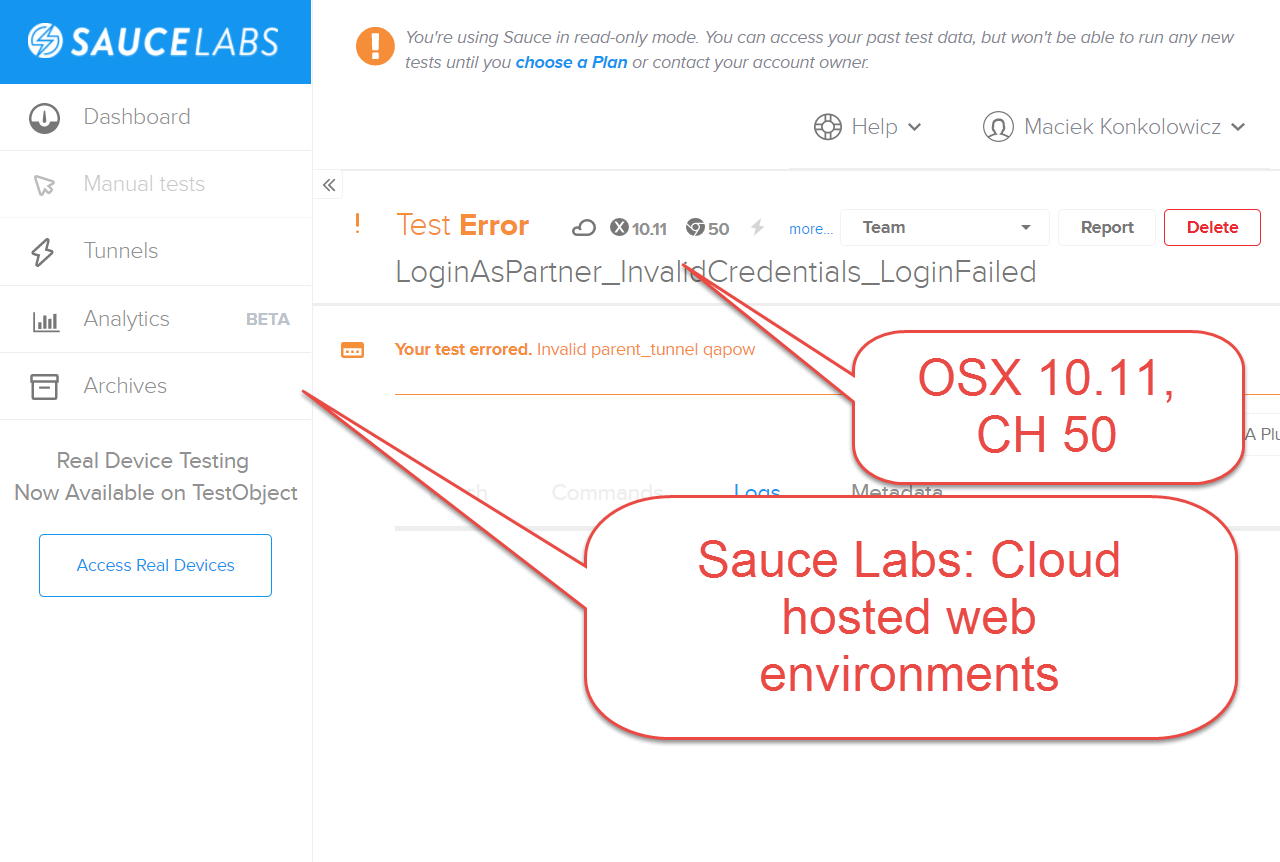 SAUCELABS
Dashboard
Manual tests
Tunnels
Analytics BETA
Archives
Real Device Testing
Now Available on TestObject
Access Real Devices
You're using Sauce in read-only mode. You can access your past test data, but won't be able to run any new
tests until you choose a Plan or contact your account owner.
Help
Maciek Konkolowicz
Test Error 10.11 50 more... Team Report Delete
LoginAsPartner_InvalidCredentials_LoginFailed
Your test errored. Invalid parent_tunnel qapow
OSX 10.11,
CH 50
Commands Logs Metadata
Sauce Labs: Cloud
hosted web
environments